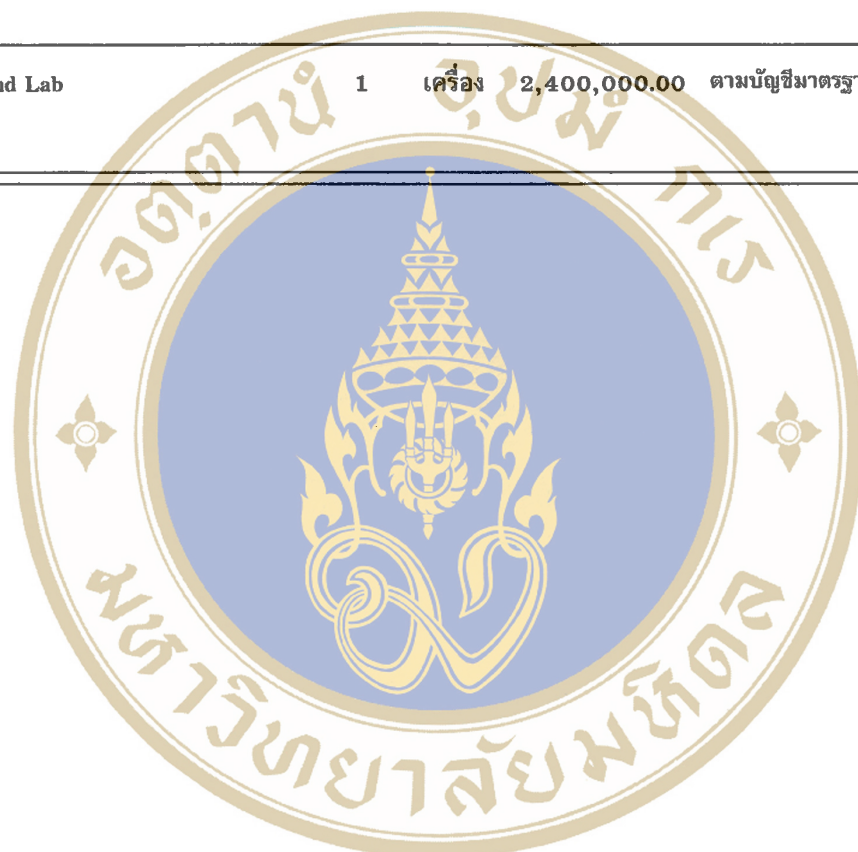 nd Lab 1 เครื่อง 2,400,000.00 ตามบัญชีมาตรฐา
อตฺตานํ อุปมํ กเร
มหาวิทยาลัยมหิดล